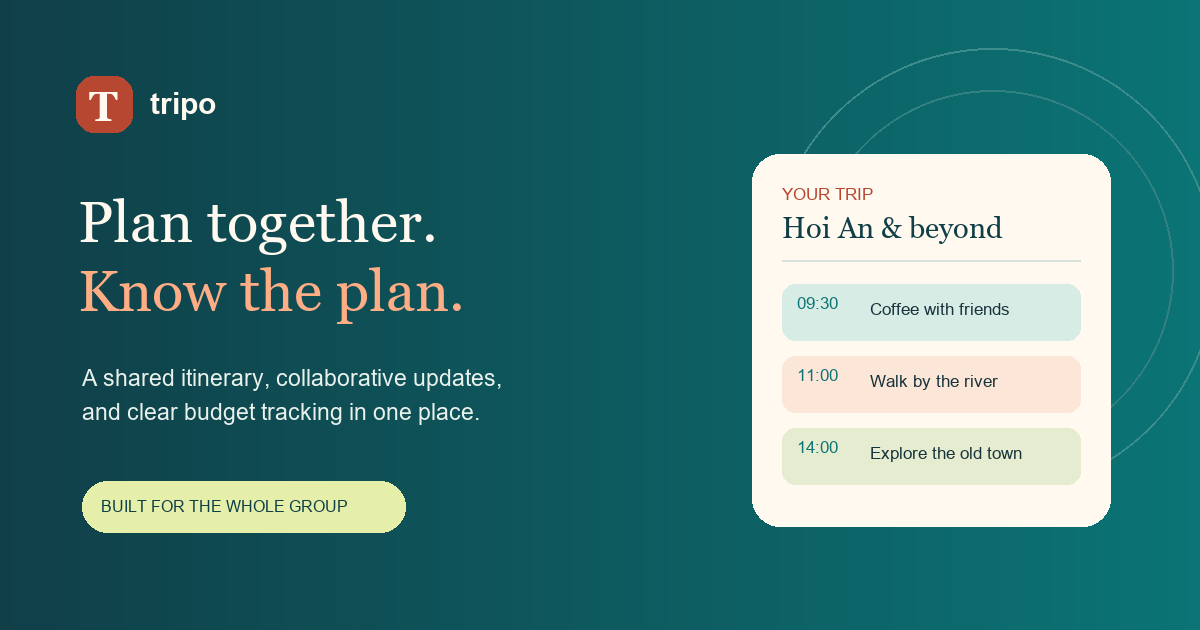 T tripo
Plan together.
Know the plan.
A shared itinerary, collaborative updates,
and clear budget tracking in one place.
BUILT FOR THE WHOLE GROUP
YOUR TRIP
Hoi An & beyond
09:30 Coffee with friends
11:00 Walk by the river
14:00 Explore the old town